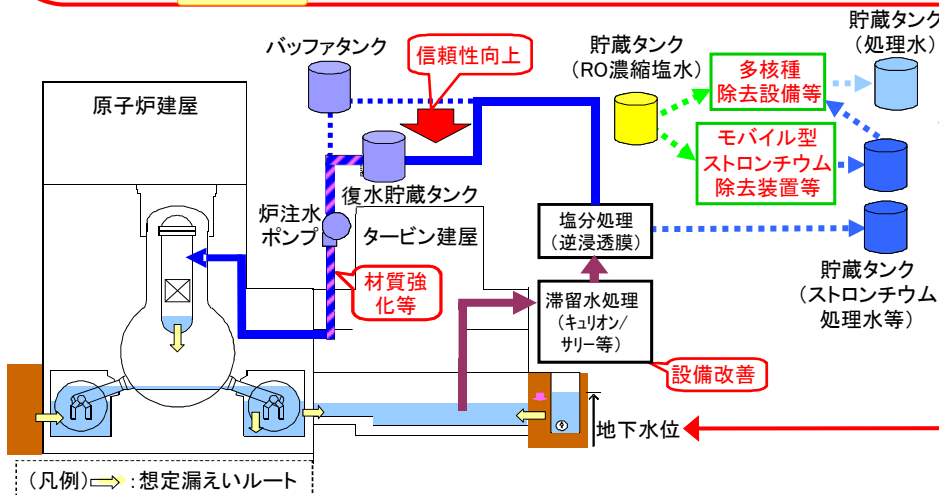 バッファタンク
信頼性向上
貯蔵タンク
(RO濃縮塩水)
多核種
除去設備等
貯蔵タンク
(処理水)
原子炉建屋
モバイル型
ストロンチウム
除去装置等
復水貯蔵タンク
炉注水
ポンプ
タービン建屋
塩分処理
(逆浸透膜)
材質強
化等
滞留水処理
(キュリオン/
サリー等)
貯蔵タンク
(ストロンチウム
処理水等)
設備改善
地下水位
(凡例) :想定漏えいルート